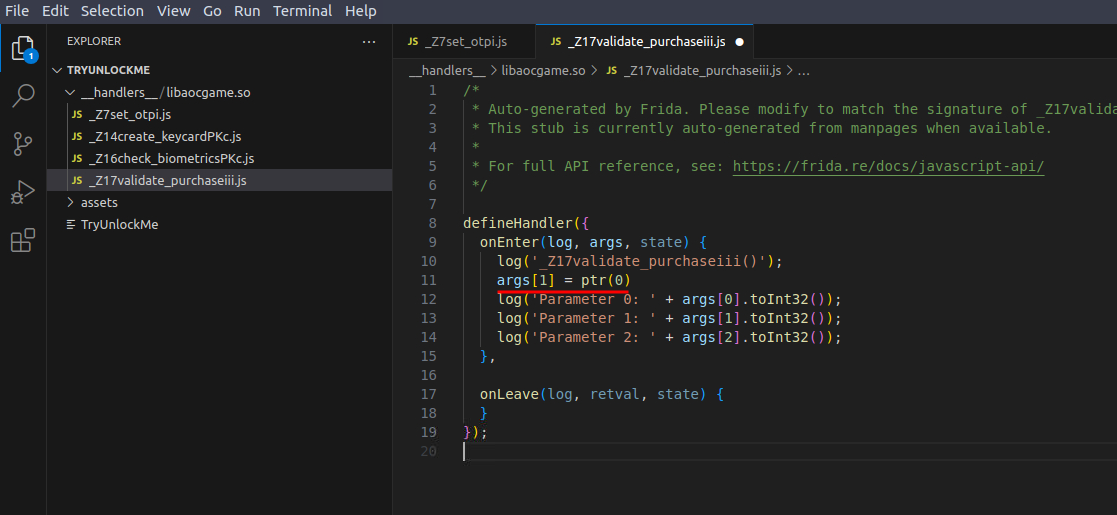 File Edit Selection View Go Run Terminal Help
EXPLORER ...
1
TRYUNLOCKME
__handlers__/libaocgame.so
JS _Z7set_otpi.js
JS _Z14create_keycardPKc.js
JS _Z16check_biometricsPKc.js
JS _Z17validate_purchaseiii.js
assets
TryUnlockMe
JS _Z7set_otpi.js
JS _Z17validate_purchaseiii.js ●
__handlers__ > libaocgame.so > JS _Z17validate_purchaseiii.js > ...
1 /*
2 * Auto-generated by Frida. Please modify to match the signature of _Z17valida
3 * This stub is currently auto-generated from manpages when available.
4 *
5 * For full API reference, see: https://frida.re/docs/javascript-api/
6 */
7
8 defineHandler({
9 onEnter(log, args, state) {
10 log('_Z17validate_purchaseiii()');
11 args[1] = ptr(0)
12 log('Parameter 0: ' + args[0].toInt32());
13 log('Parameter 1: ' + args[1].toInt32());
14 log('Parameter 2: ' + args[2].toInt32());
15 },
16
17 onLeave(log, retval, state) {
18 }
19 });
20